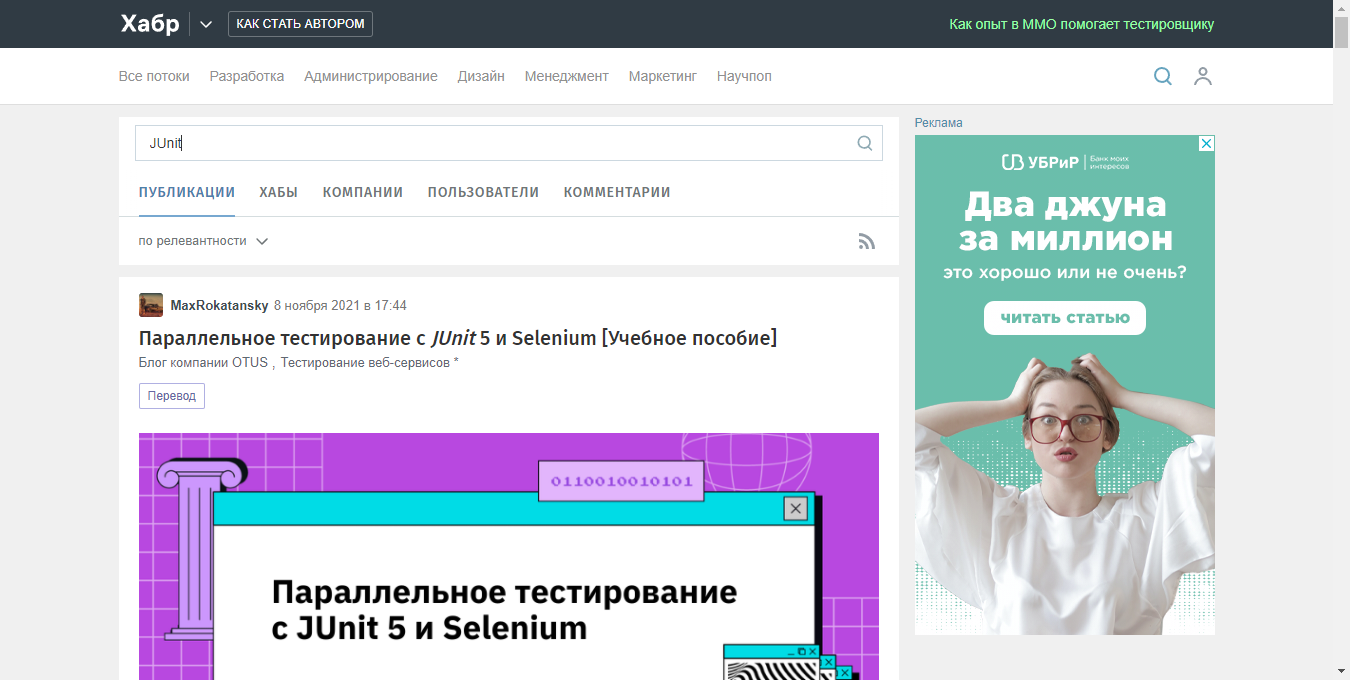 Хабр
КАК СТАТЬ АВТОРОМ
Как опыт в ММО помогает тестировщику
Все потоки Разработка Администрирование Дизайн Менеджмент Маркетинг Научпоп
JUnit
ПУБЛИКАЦИИ ХАБЫ КОМПАНИИ ПОЛЬЗОВАТЕЛИ КОММЕНТАРИИ
по релевантности
MaxRokatansky 8 ноября 2021 в 17:44
Параллельное тестирование с JUnit 5 и Selenium [Учебное пособие]
Блог компании OTUS , Тестирование веб-сервисов *
Перевод
0110010010101
Параллельное тестирование
с JUnit 5 и Selenium
Реклама
УБРиР
Банк моих
интересов
Два джуна
за миллион
это хорошо или не очень?
читать статью